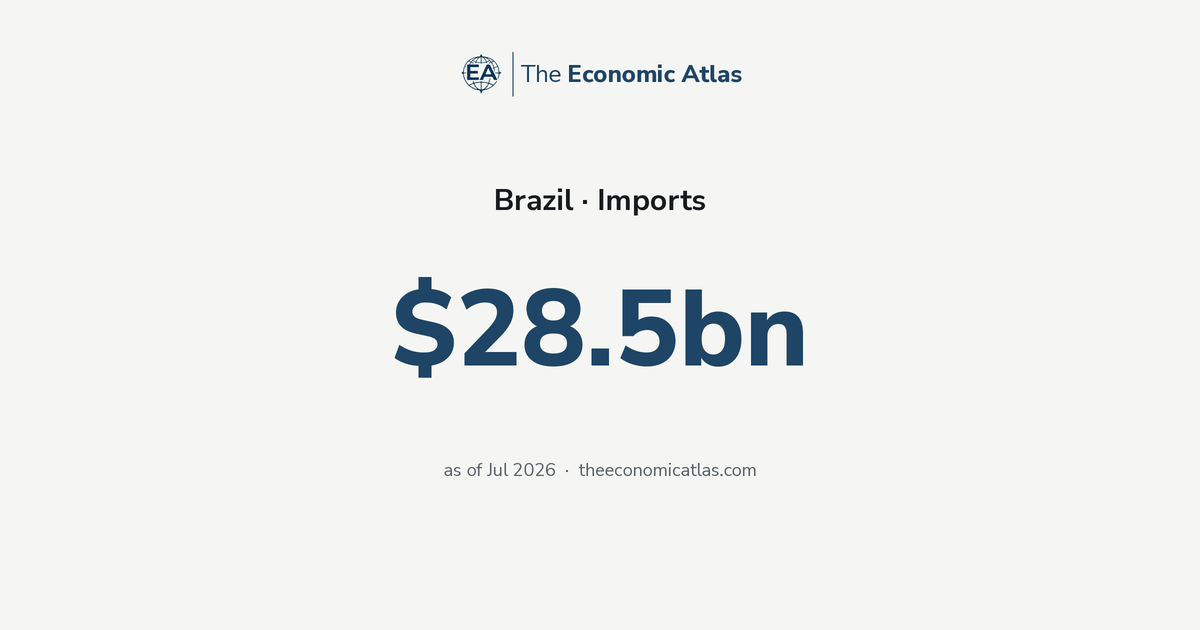 EA The Economic Atlas
Brazil · Imports
$28.5bn
as of Jul 2026 · theeconomicatlas.com